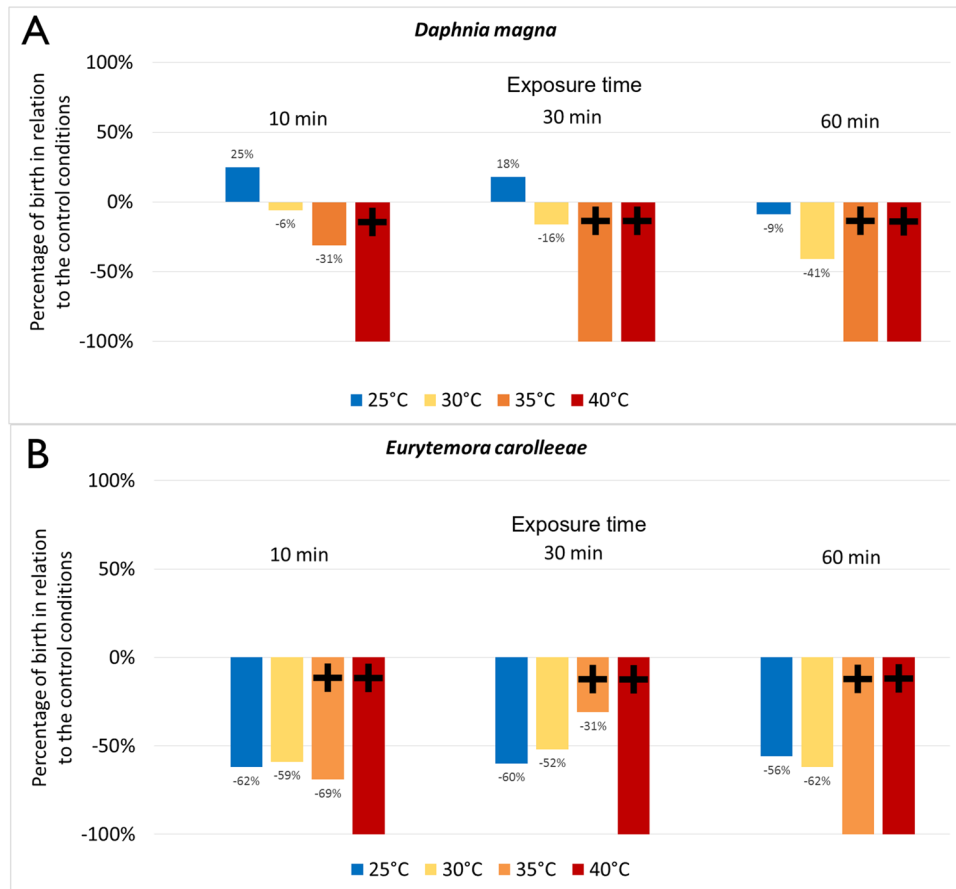 A
Daphnia magna
Percentage of birth in relation
to the control conditions
100%
50%
0%
-50%
-100%
Exposure time
10 min
30 min
60 min
25%
-6%
-31%
18%
-16%
-9%
-41%
25°C 30°C 35°C 40°C
B
Eurytemora carolleeae
Percentage of birth in relation
to the control conditions
100%
50%
0%
-50%
-100%
Exposure time
10 min
30 min
60 min
-62%
-59%
-69%
-60%
-52%
-31%
-56%
-62%
25°C 30°C 35°C 40°C